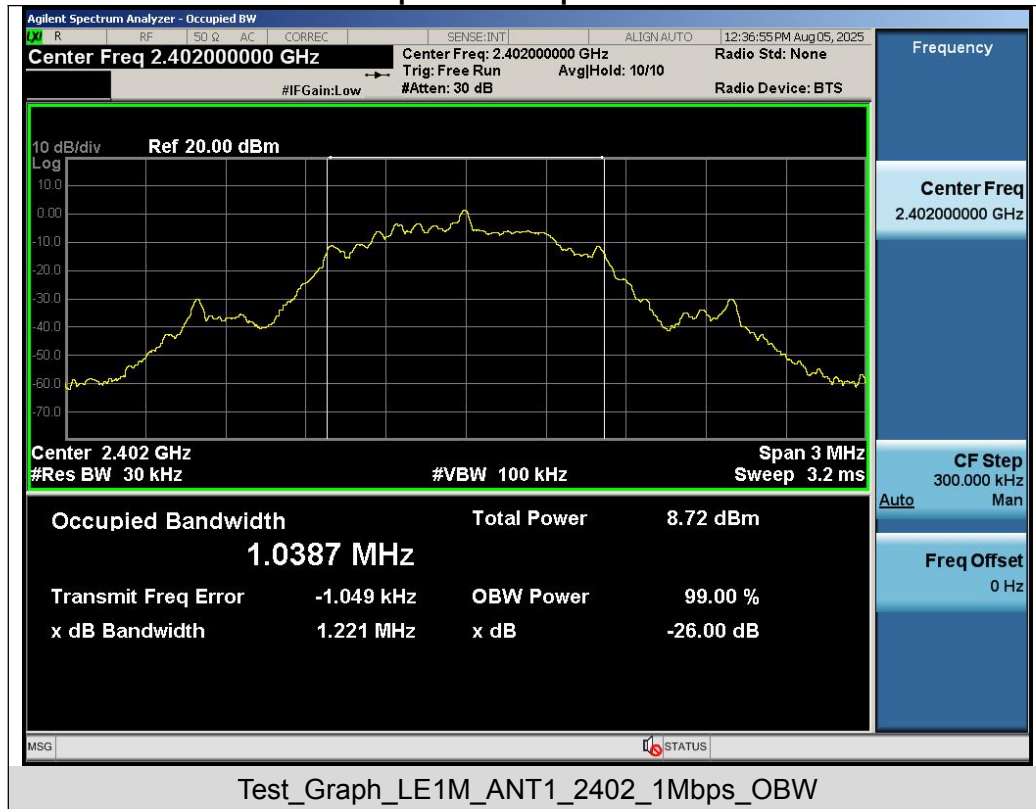 Agilent Spectrum Analyzer - Occupied BW
LXI R RF 50 Ω AC CORREC SENSE:INT ALIGN AUTO 12:36:55 PM Aug 05, 2025
Center Freq 2.402000000 GHz Center Freq: 2.402000000 GHz Radio Std: None
Trig: Free Run Avg|Hold: 10/10
#IFGain:Low #Atten: 30 dB Radio Device: BTS
10 dB/div Ref 20.00 dBm
Log
10.0
0.00
-10.0
-20.0
-30.0
-40.0
-50.0
-60.0
-70.0
Center 2.402 GHz Span 3 MHz
#Res BW 30 kHz #VBW 100 kHz Sweep 3.2 ms
Occupied Bandwidth Total Power 8.72 dBm
1.0387 MHz
Transmit Freq Error -1.049 kHz OBW Power 99.00 %
x dB Bandwidth 1.221 MHz x dB -26.00 dB
Frequency
Center Freq
2.402000000 GHz
CF Step
300.000 kHz
Auto Man
Freq Offset
0 Hz
MSG STATUS
Test_Graph_LE1M_ANT1_2402_1Mbps_OBW